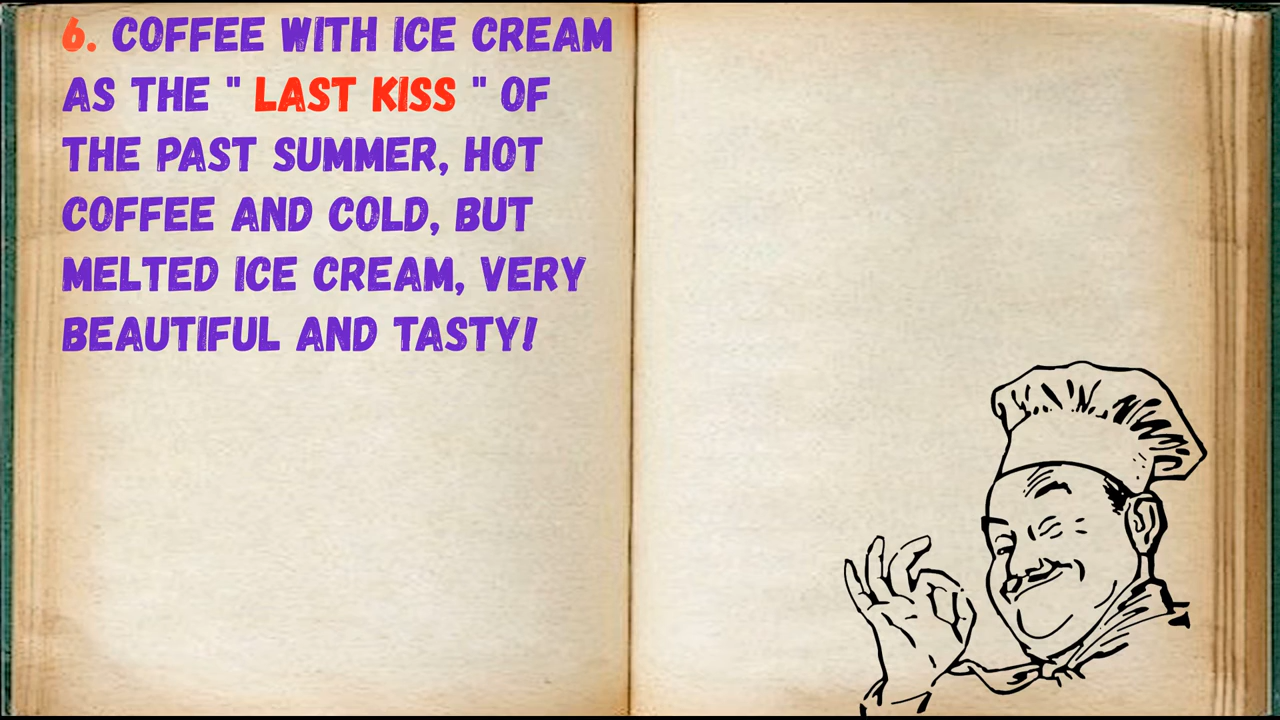 6. COFFEE WITH ICE CREAM
AS THE " LAST KISS " OF
THE PAST SUMMER, HOT
COFFEE AND COLD, BUT
MELTED ICE CREAM, VERY
BEAUTIFUL AND TASTY!